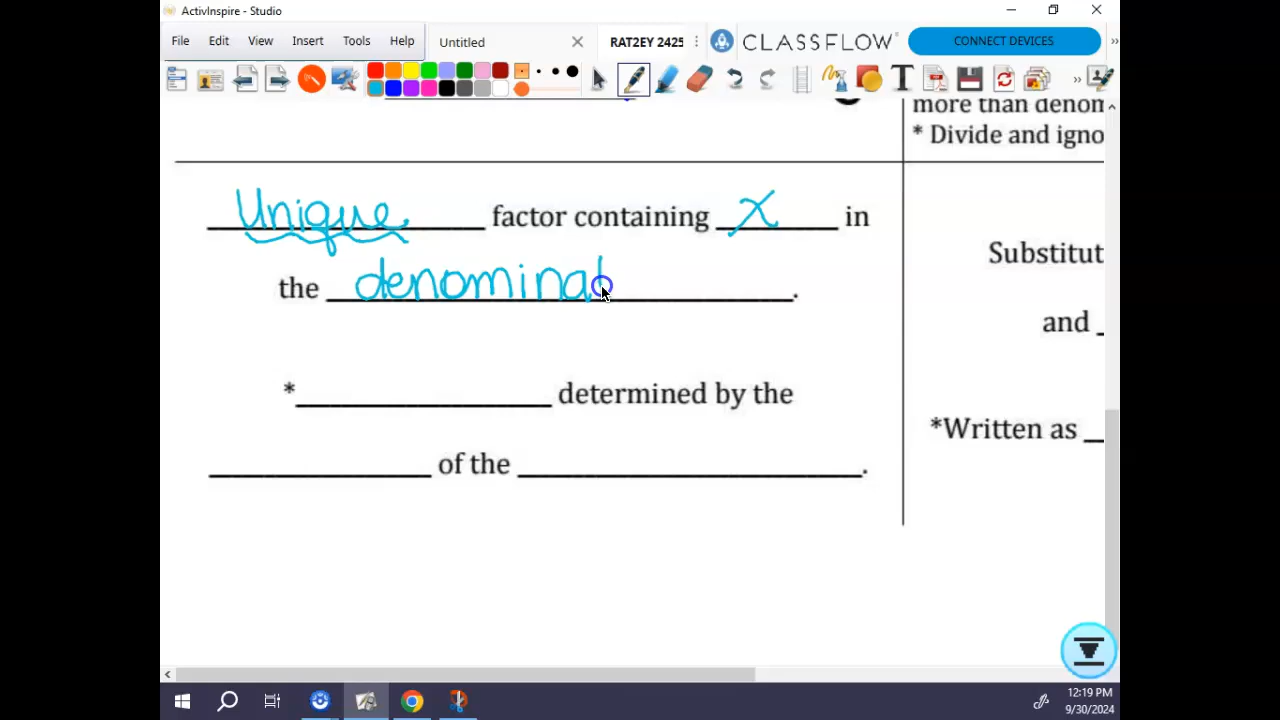 ActivInspire - Studio
File Edit View Insert Tools Help Untitled RAT2EY 2425 CLASSFLOW CONNECT DEVICES
more than denom
* Divide and igno
Unique factor containing x in
Substitut
the denominat .
and
* determined by the
*Written as
of the .
12:19 PM
9/30/2024